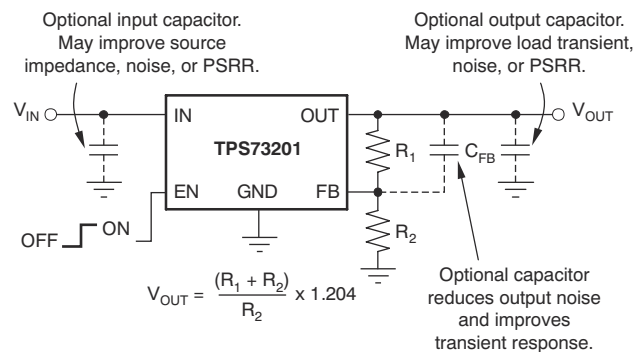 Optional input capacitor.
May improve source
impedance, noise, or PSRR.
Optional output capacitor.
May improve load transient,
noise, or PSRR.
V_IN
IN
OUT
V_OUT
TPS73201
R_1
C_FB
EN
GND
FB
OFF
ON
R_2
V_OUT = (R_1 + R_2) / R_2 x 1.204
Optional capacitor
reduces output noise
and improves
transient response.